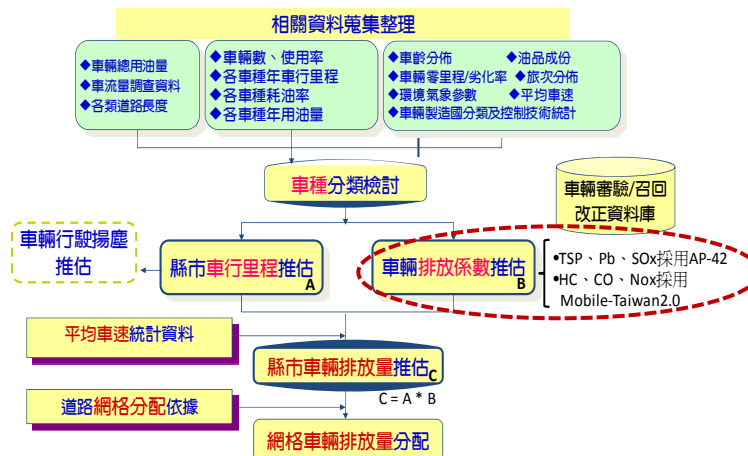 相關資料蒐集整理
◆車輛總用油量
◆車流量調查資料
◆各類道路長度
◆車輛數、使用率
◆各車種年車行里程
◆各車種耗油率
◆各車種年用油量
◆車齡分佈 ◆油品成份
◆車輛零里程/劣化率 ◆旅次分佈
◆環境氣象參數 ◆平均車速
◆車輛製造國分類及控制技術統計
車種分類檢討
車輛審驗/召回
改正資料庫
車輛行駛揚塵
推估
縣市車行里程推估
A
車輛排放係數推估
B
•TSP、Pb、SOx採用AP-42
•HC、CO、Nox採用
Mobile-Taiwan2.0
平均車速統計資料
縣市車輛排放量推估
C
C = A * B
道路網格分配依據
網格車輛排放量分配